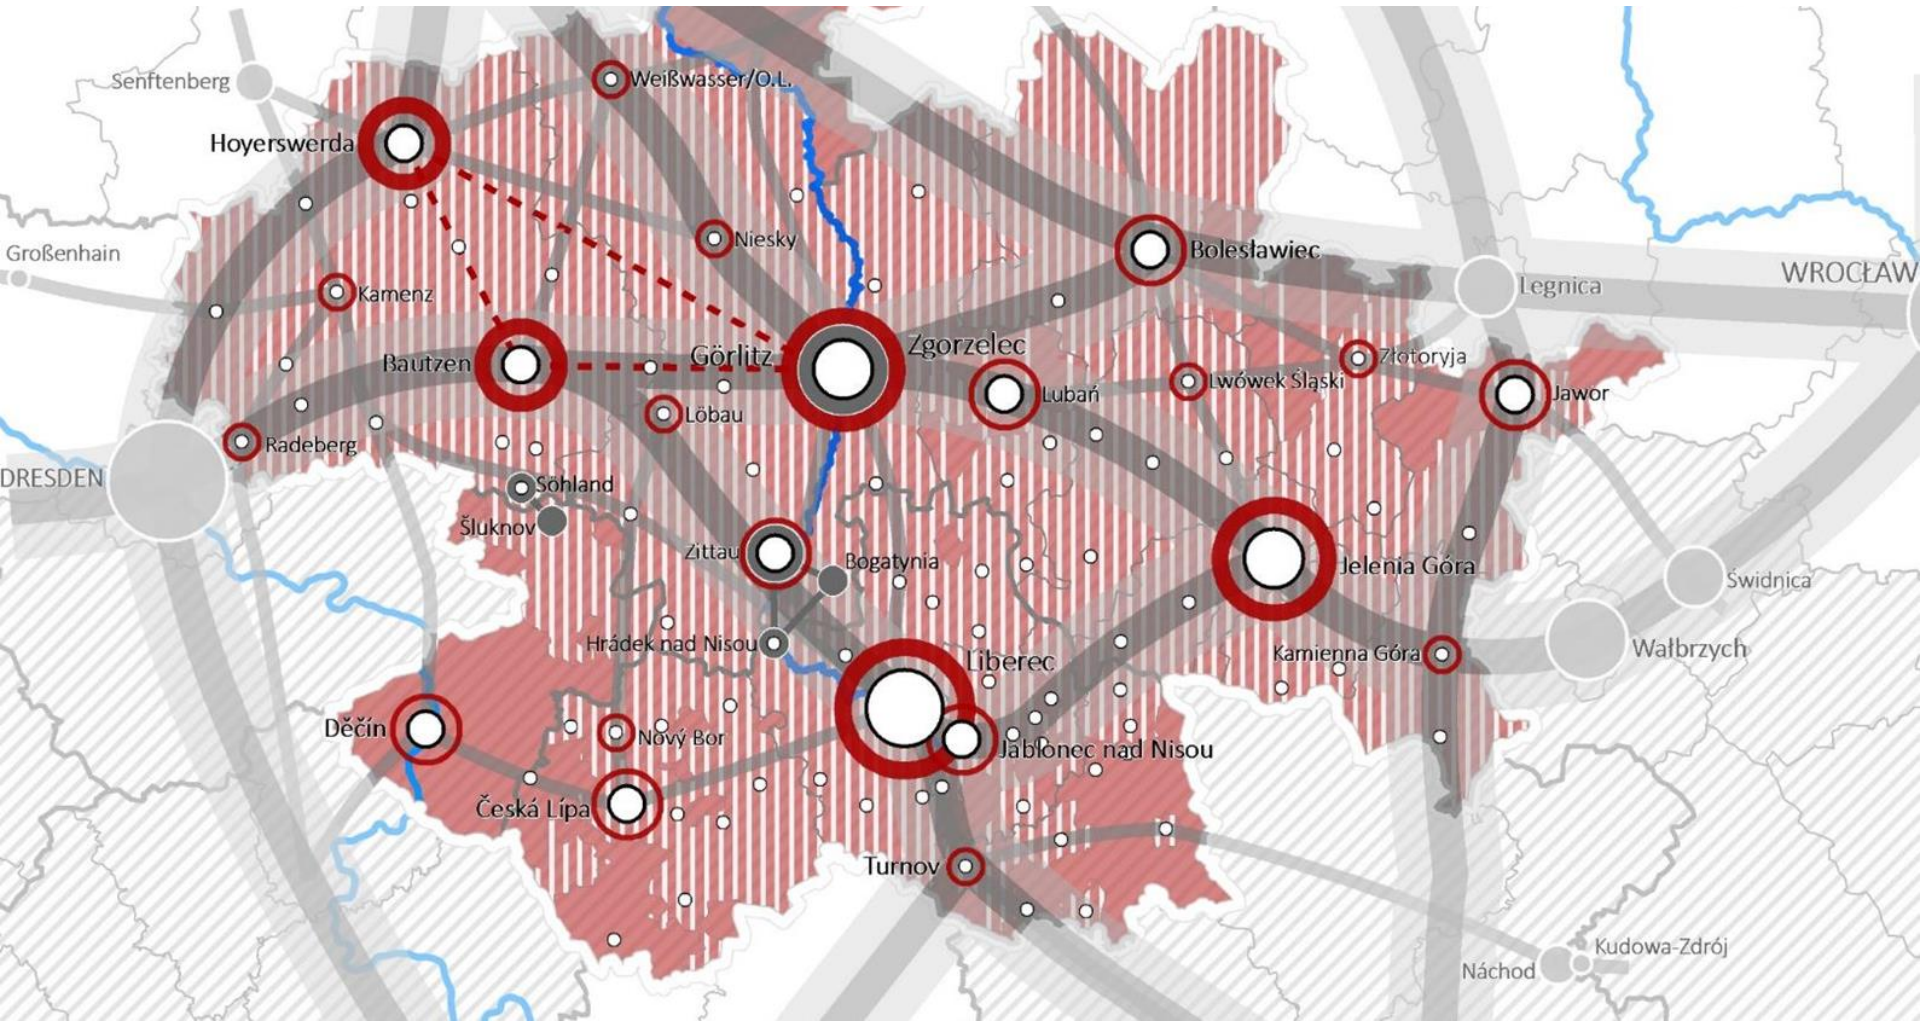 Senftenberg
Weißwasser/O.L.
Hoyerswerda
Großenhain
Niesky
Bolesławiec
WROCŁAW
Legnica
Kamenz
Zgorzelec
Görlitz
Złotoryja
Bautzen
Lwówek Śląski
Lubań
Jawor
Löbau
Radeberg
DRESDEN
Söhland
Šluknov
Zittau
Bogatynia
Jelenia Góra
Świdnica
Hrádek nad Nisou
Liberec
Kamienna Góra
Wałbrzych
Děčín
Nový Bor
Jablonec nad Nisou
Česká Lípa
Turnov
Kudowa-Zdrój
Náchod